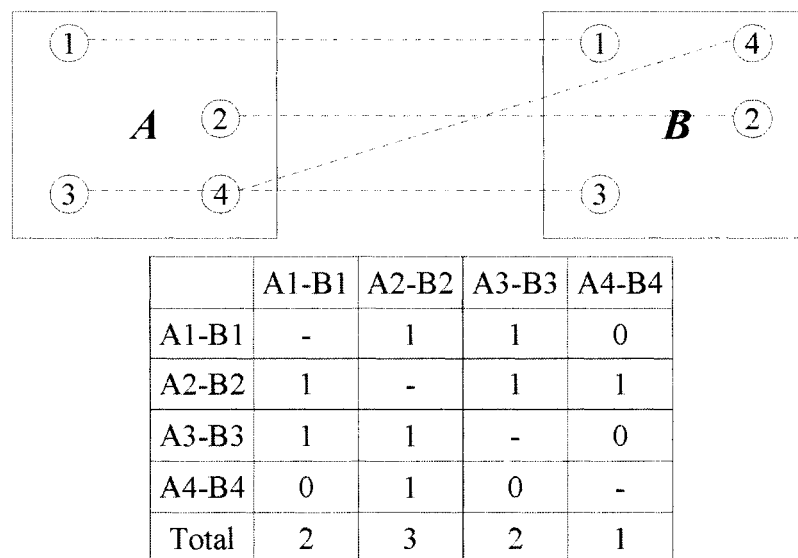 1 1 4
A 2 B 2
3 4 3
A1-B1 A2-B2 A3-B3 A4-B4
A1-B1 - 1 1 0
A2-B2 1 - 1 1
A3-B3 1 1 - 0
A4-B4 0 1 0 -
Total 2 3 2 1